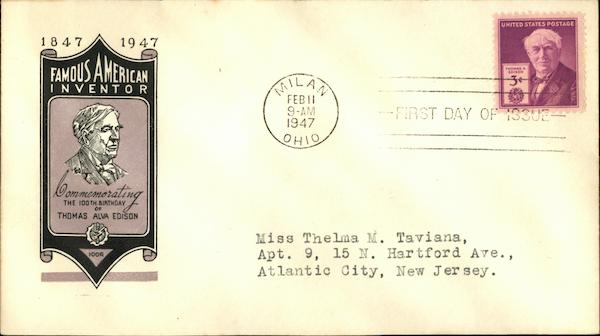 1847 1947
FAMOUS AMERICAN
INVENTOR
Commemorating
THE 100TH BIRTHDAY
OF
THOMAS ALVA EDISON
MILAN
FEB 11
9-AM
1947
OHIO
FIRST DAY OF ISSUE
UNITED STATES POSTAGE
THOMAS A.
EDISON
3¢
Miss Thelma M. Taviana,
Apt. 9, 15 N. Hartford Ave.,
Atlantic City, New Jersey.